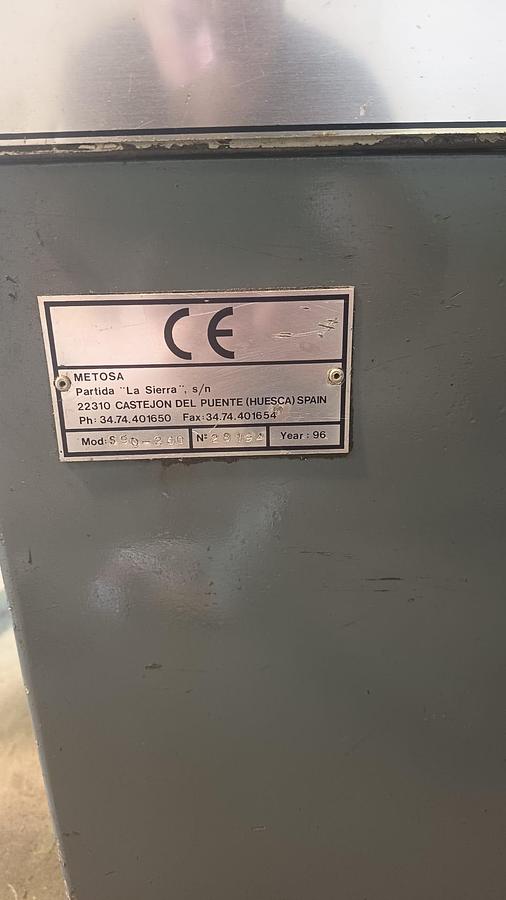 CE
METOSA
Partida "La Sierra", s/n
22310 CASTEJON DEL PUENTE (HUESCA) SPAIN
Ph: 34.74.401650 Fax: 34.74.401654
Mod: Nº Year: 96